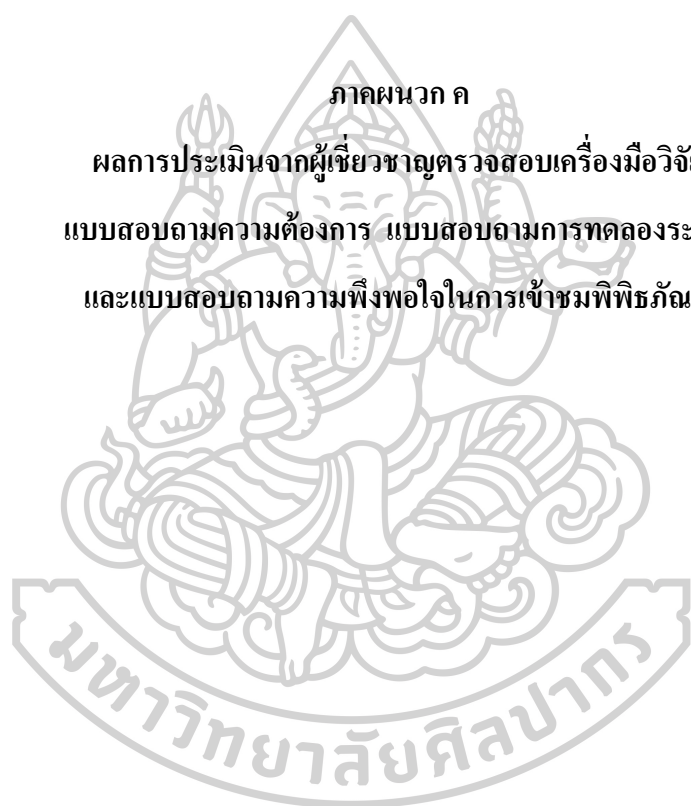 ภาคผนวก ค
ผลการประเมินจากผู้เชี่ยวชาญตรวจสอบเครื่องมือวิจั
แบบสอบถามความต้องการ แบบสอบถามการทดลองระ
และแบบสอบถามความพึงพอใจในการเข้าชมพิพิธภัณ
มหาวิทยาลัยศิลปากร